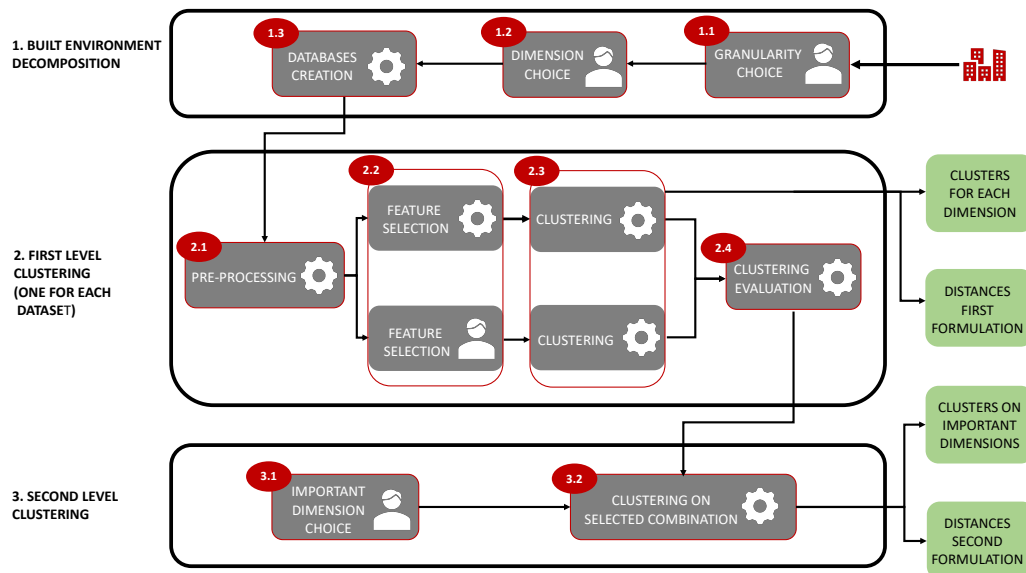 1. BUILT ENVIRONMENT
DECOMPOSITION
1.3
DATABASES
CREATION
1.2
DIMENSION
CHOICE
1.1
GRANULARITY
CHOICE
2. FIRST LEVEL
CLUSTERING
(ONE FOR EACH
DATASET)
2.1
PRE-PROCESSING
2.2
FEATURE
SELECTION
FEATURE
SELECTION
2.3
CLUSTERING
CLUSTERING
2.4
CLUSTERING
EVALUATION
CLUSTERS
FOR EACH
DIMENSION
DISTANCES
FIRST
FORMULATION
3. SECOND LEVEL
CLUSTERING
3.1
IMPORTANT
DIMENSION
CHOICE
3.2
CLUSTERING ON
SELECTED COMBINATION
CLUSTERS ON
IMPORTANT
DIMENSIONS
DISTANCES
SECOND
FORMULATION